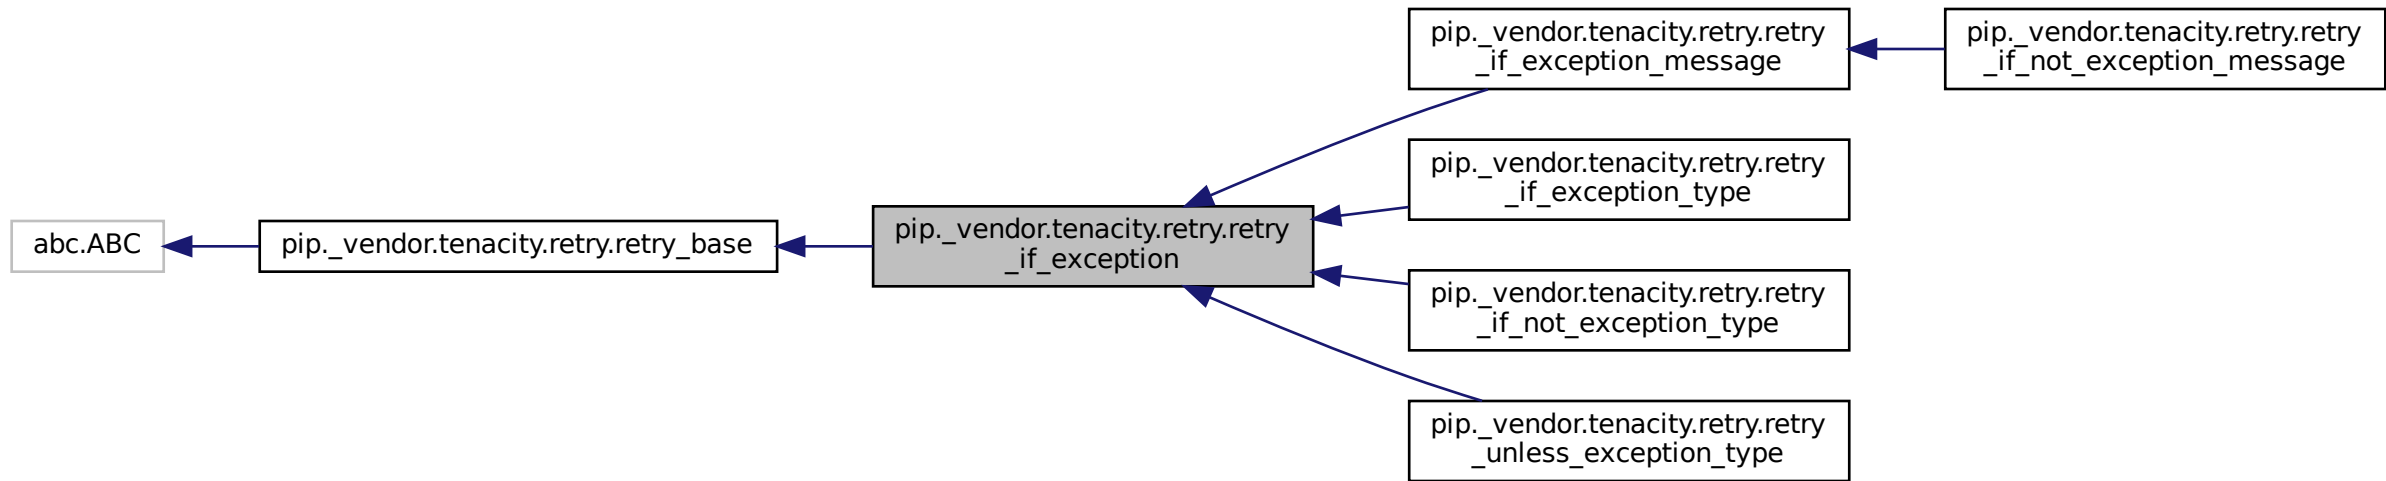 abc.ABC
pip._vendor.tenacity.retry.retry_base
pip._vendor.tenacity.retry.retry
_if_exception
pip._vendor.tenacity.retry.retry
_if_exception_message
pip._vendor.tenacity.retry.retry
_if_not_exception_message
pip._vendor.tenacity.retry.retry
_if_exception_type
pip._vendor.tenacity.retry.retry
_if_not_exception_type
pip._vendor.tenacity.retry.retry
_unless_exception_type